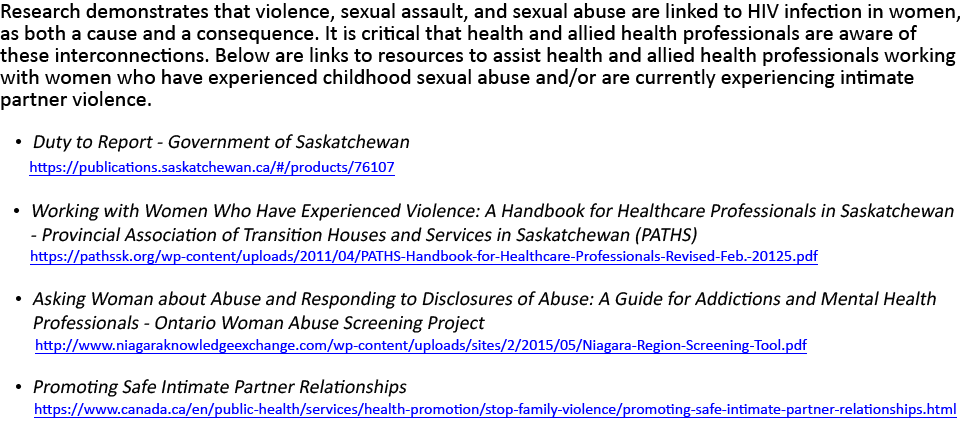 Research demonstrates that violence, sexual assault, and sexual abuse are linked to HIV infection in women,
as both a cause and a consequence. It is critical that health and allied health professionals are aware of
these interconnections. Below are links to resources to assist health and allied health professionals working
with women who have experienced childhood sexual abuse and/or are currently experiencing intimate
partner violence.
• Duty to Report - Government of Saskatchewan
https://publications.saskatchewan.ca/#/products/76107
• Working with Women Who Have Experienced Violence: A Handbook for Healthcare Professionals in Saskatchewan
- Provincial Association of Transition Houses and Services in Saskatchewan (PATHS)
https://pathssk.org/wp-content/uploads/2011/04/PATHS-Handbook-for-Healthcare-Professionals-Revised-Feb.-20125.pdf
• Asking Woman about Abuse and Responding to Disclosures of Abuse: A Guide for Addictions and Mental Health
Professionals - Ontario Woman Abuse Screening Project
http://www.niagaraknowledgeexchange.com/wp-content/uploads/sites/2/2015/05/Niagara-Region-Screening-Tool.pdf
• Promoting Safe Intimate Partner Relationships
https://www.canada.ca/en/public-health/services/health-promotion/stop-family-violence/promoting-safe-intimate-partner-relationships.html